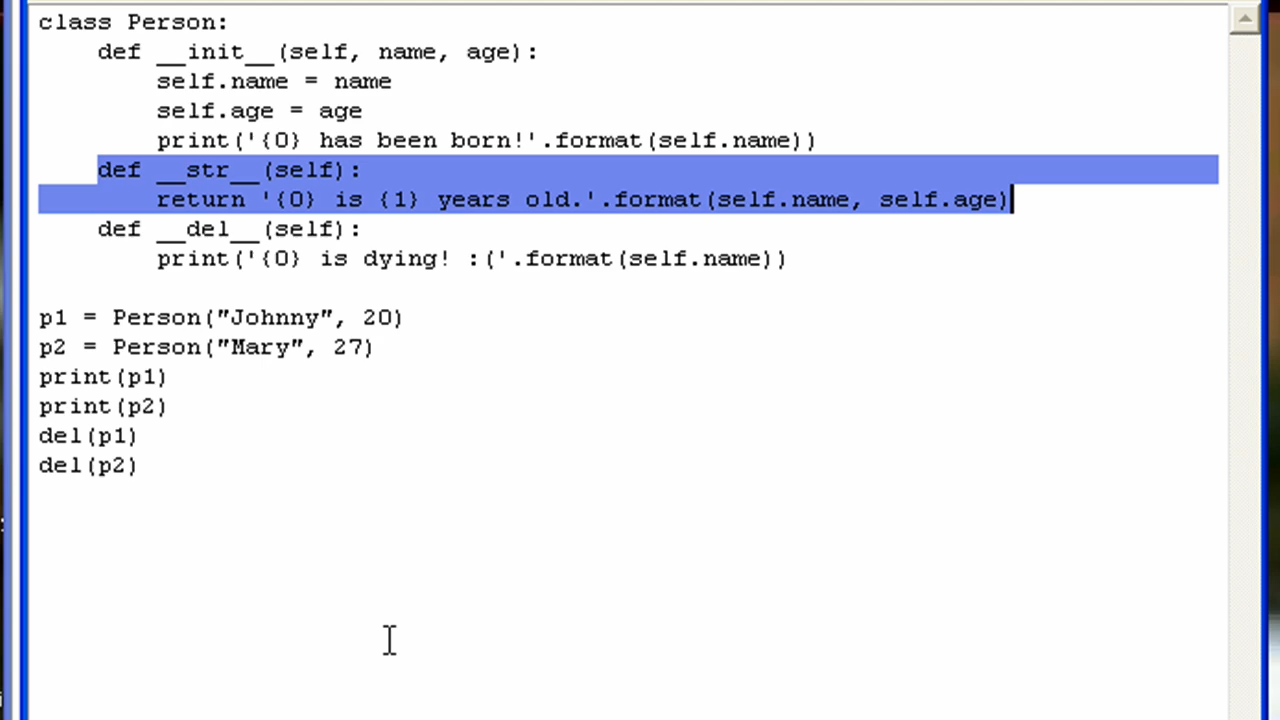 class Person:
    def __init__(self, name, age):
        self.name = name
        self.age = age
        print('{0} has been born!'.format(self.name))
    def __str__(self):
        return '{0} is {1} years old.'.format(self.name, self.age)
    def __del__(self):
        print('{0} is dying! :('.format(self.name))

p1 = Person("Johnny", 20)
p2 = Person("Mary", 27)
print(p1)
print(p2)
del(p1)
del(p2)